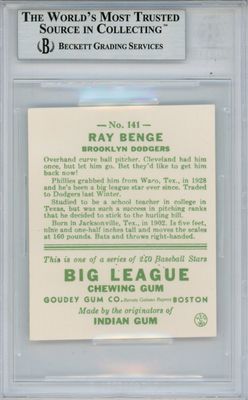 THE WORLD'S MOST TRUSTED
SOURCE IN COLLECTING™
BECKETT GRADING SERVICES
No. 141
RAY BENGE
BROOKLYN DODGERS
Overhand curve ball pitcher. Cleveland had him
once, but let him go. Bet they'd like to get him
back now!
Phillies grabbed him from Waco, Tex., in 1928
and he's been a big league star ever since. Traded
to Dodgers last Winter.
Studied to be a school teacher in college in
Texas, but was such a success in pitching ranks
that he decided to stick to the hurling hill.
Born in Jacksonville, Tex., in 1902. Is five feet,
nine and one-half inches tall and moves the scales
at 160 pounds. Bats and throws right-handed.
This is one of a series of 240 Baseball Stars
BIG LEAGUE
CHEWING GUM
GOUDEY GUM CO. BOSTON
Made by the originators of
INDIAN GUM